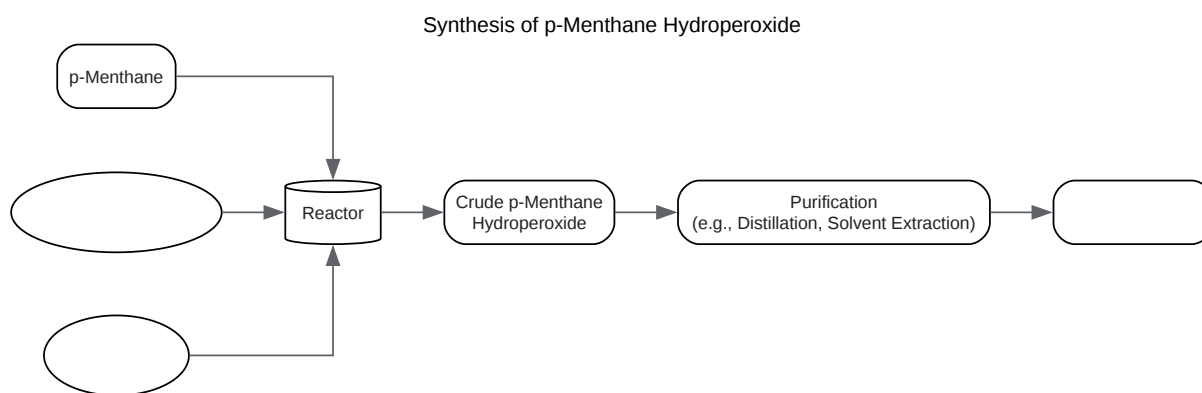 Synthesis of p-Menthane Hydroperoxide
p-Menthane
Reactor
Crude p-Menthane
Hydroperoxide
Purification
(e.g., Distillation, Solvent Extraction)